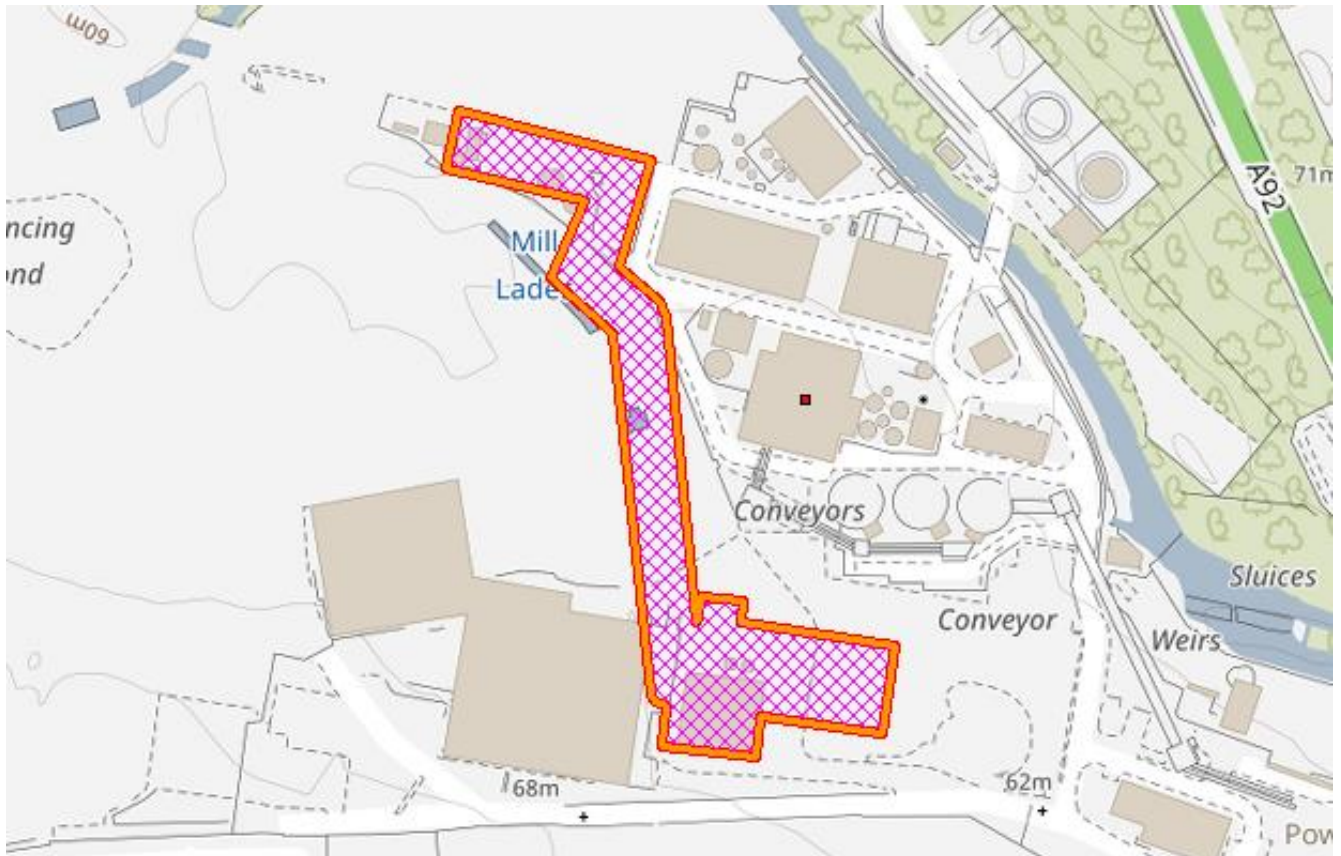 60m
A92
71m
ncing
ond
Mill
Lade
Conveyors
Sluices
Conveyor
Weirs
68m
62m
Pow